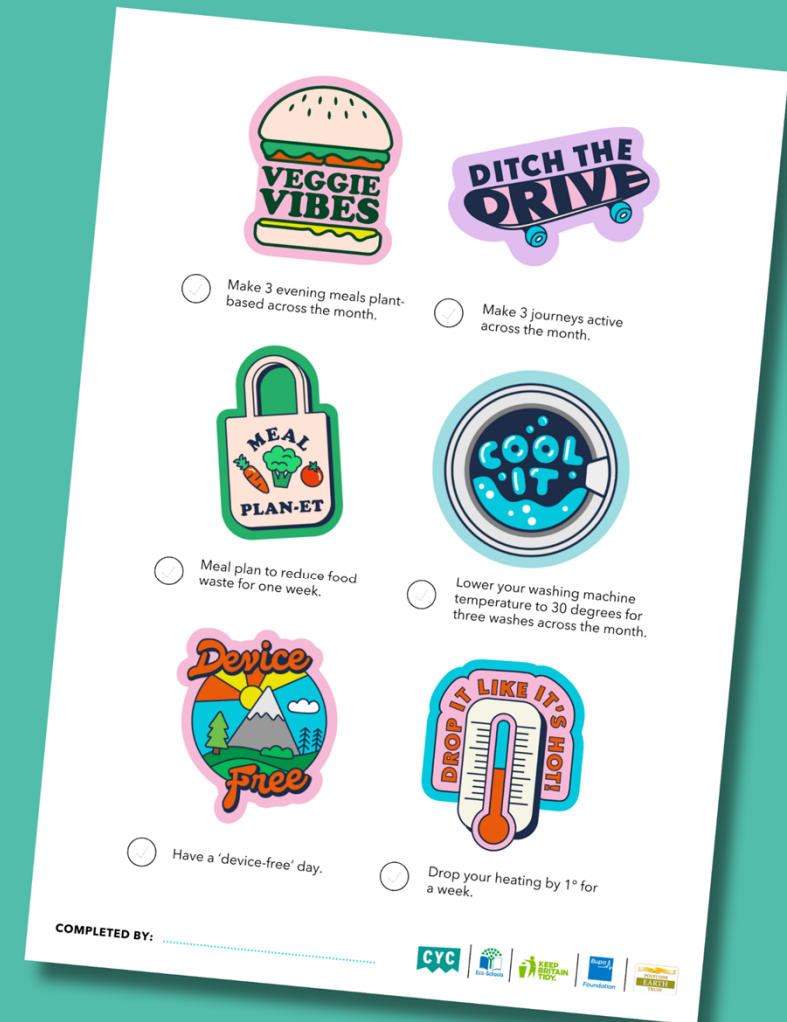 VEGGIE
VIBES
Make 3 evening meals plant-
based across the month.
DITCH THE
DRIVE
Make 3 journeys active
across the month.
MEAL
PLAN-ET
Meal plan to reduce food
waste for one week.
COOL
IT
Lower your washing machine
temperature to 30 degrees for
three washes across the month.
Device
Free
Have a ‘device-free’ day.
DROP IT LIKE IT'S HOT!
Drop your heating by 1° for
a week.
COMPLETED BY:
CYC
Eco-Schools
KEEP
BRITAIN
TIDY.
Bupa
Foundation
POSTCODE
EARTH
TRUST